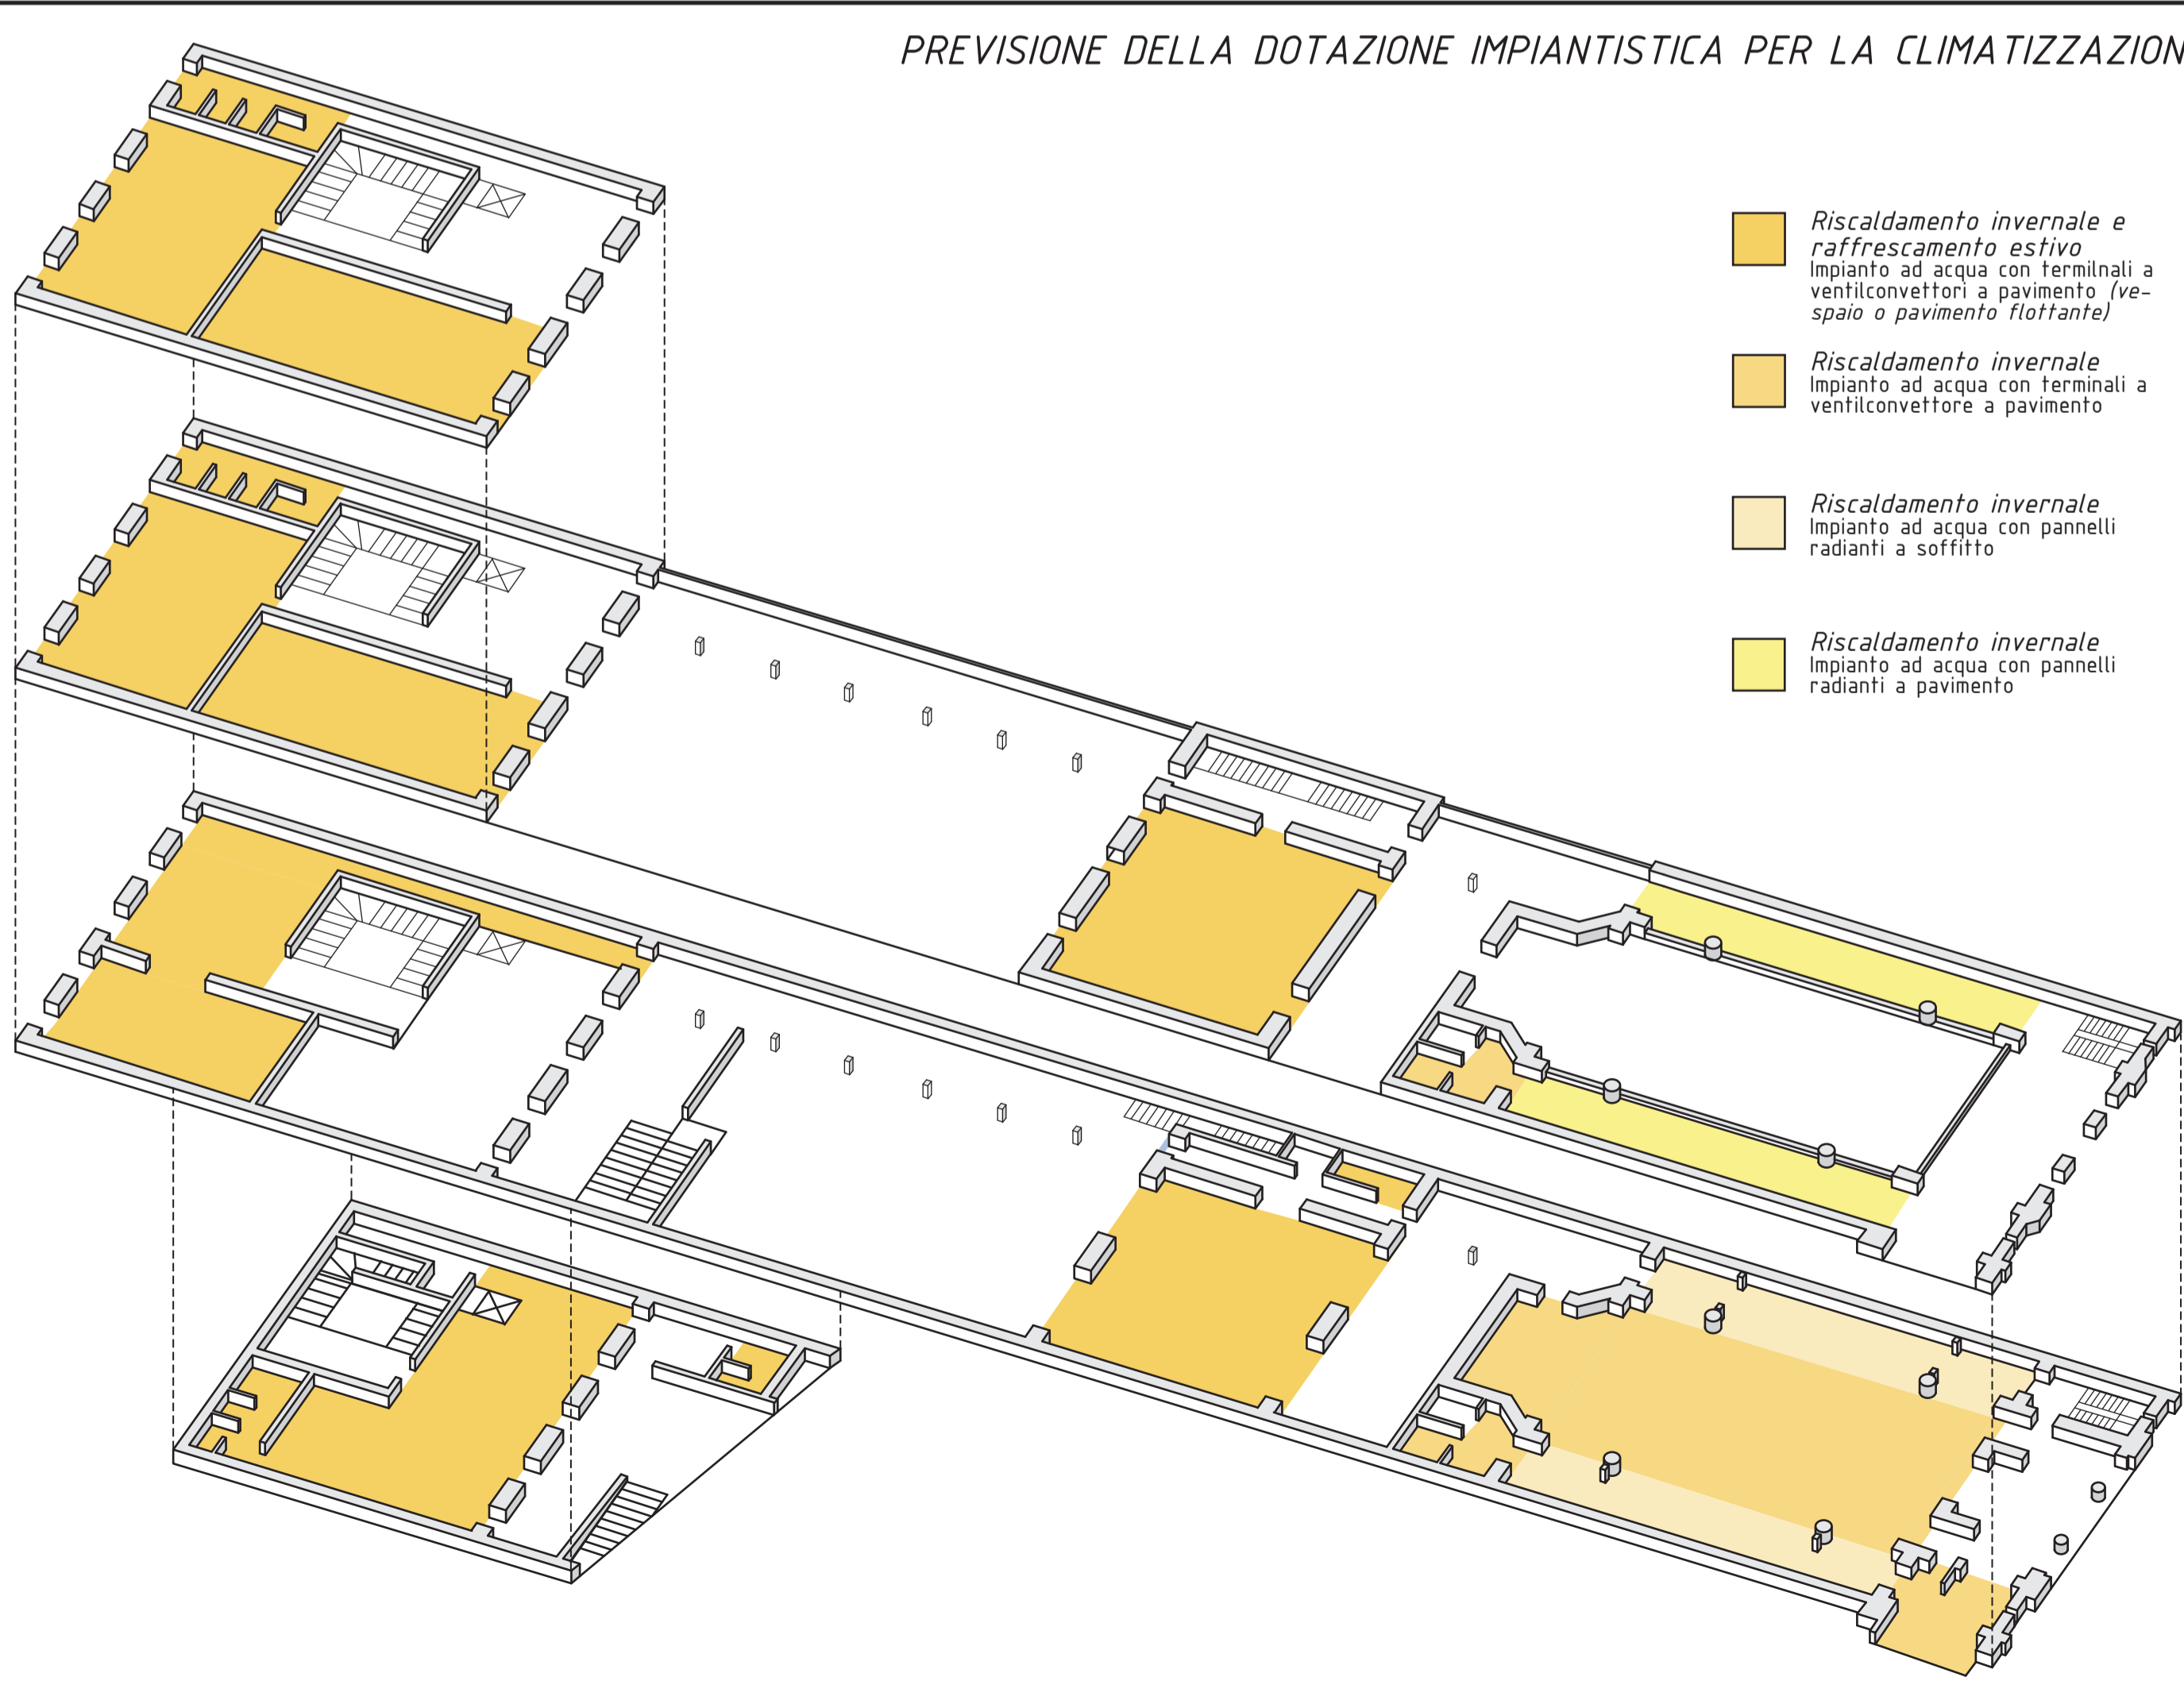 PREVISIONE DELLA DOTAZIONE IMPIANTISTICA PER LA CLIMATIZZAZION
Riscaldamento invernale e
raffrescamento estivo
Impianto ad acqua con termilnali a
ventilconvettori a pavimento (ve-
spaio o pavimento flottante)
Riscaldamento invernale
Impianto ad acqua con terminali a
ventilconvettore a pavimento
Riscaldamento invernale
Impianto ad acqua con pannelli
radianti a soffitto
Riscaldamento invernale
Impianto ad acqua con pannelli
radianti a pavimento